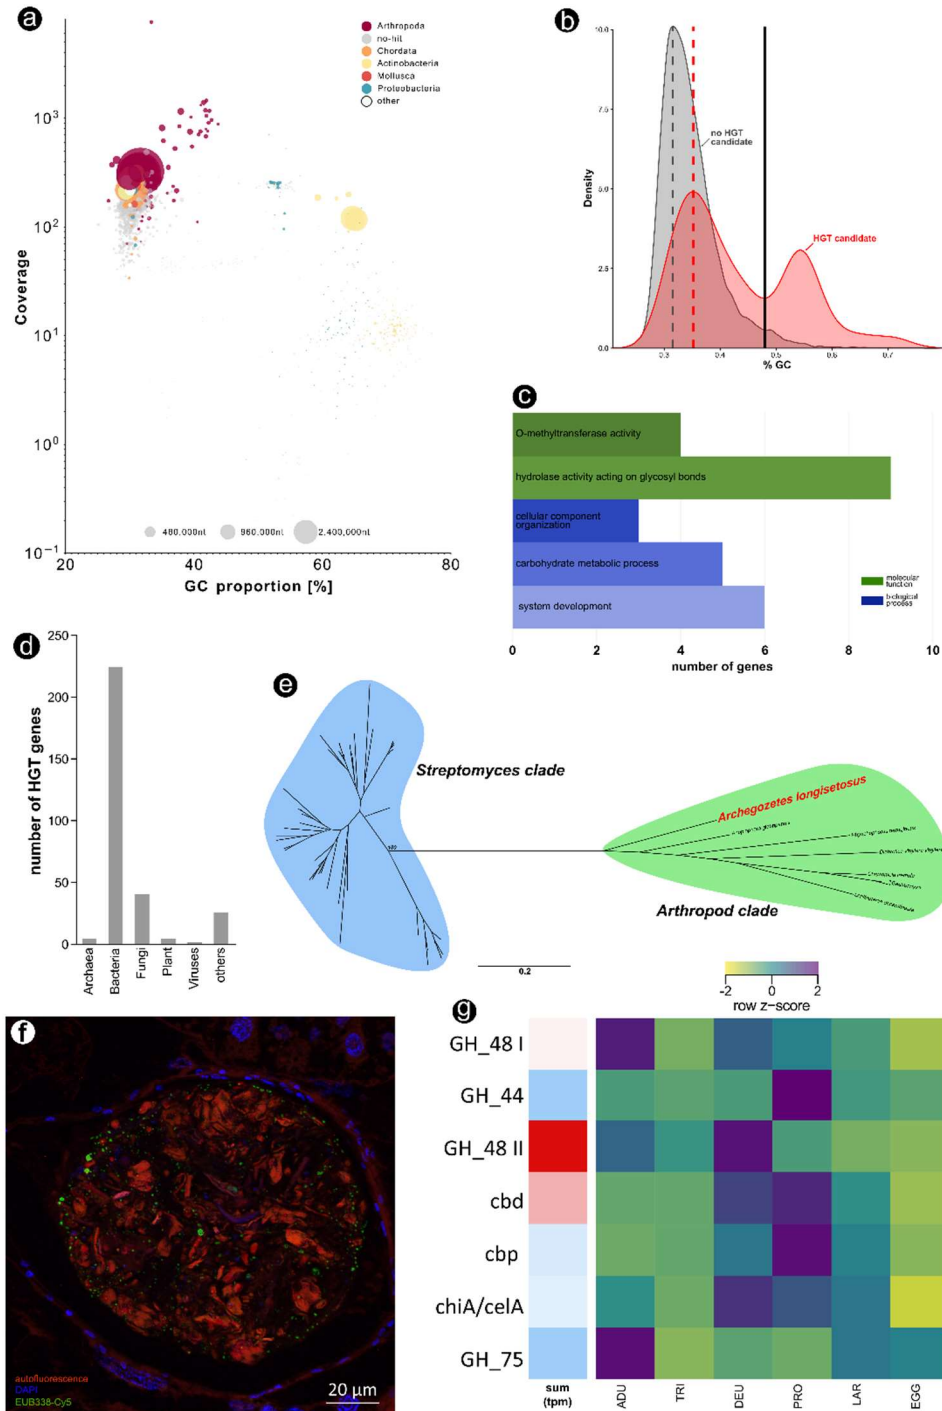 a
Arthropoda
no-hit
Chordata
Actinobacteria
Mollusca
Proteobacteria
other
Coverage
10³
10²
10¹
10⁰
10⁻¹
480,000nt
960,000nt
2,400,000nt
20
40
60
80
GC proportion [%]
b
Density
10.0
7.5
5.0
2.5
0.0
no HGT
candidate
HGT candidate
0.3
0.4
0.5
0.6
0.7
% GC
c
O-methyltransferase activity
hydrolase activity acting on glycosyl bonds
cellular component
organization
carbohydrate metabolic process
system development
molecular
function
biological
process
0
2
4
6
8
10
number of genes
d
number of HGT genes
250
200
150
100
50
0
Archaea
Bacteria
Fungi
Plant
Viruses
others
e
Streptomyces clade
Archegozetes longisetosus
Arthropod clade
0.2
f
autofluorescence
DAPI
EUB338-Cy5
20 µm
g
-2
0
2
row z-score
GH_48 I
GH_44
GH_48 II
cbd
cbp
chiA/celA
GH_75
sum
(tpm)
ADU
TRI
DEU
PRO
LAR
EGG